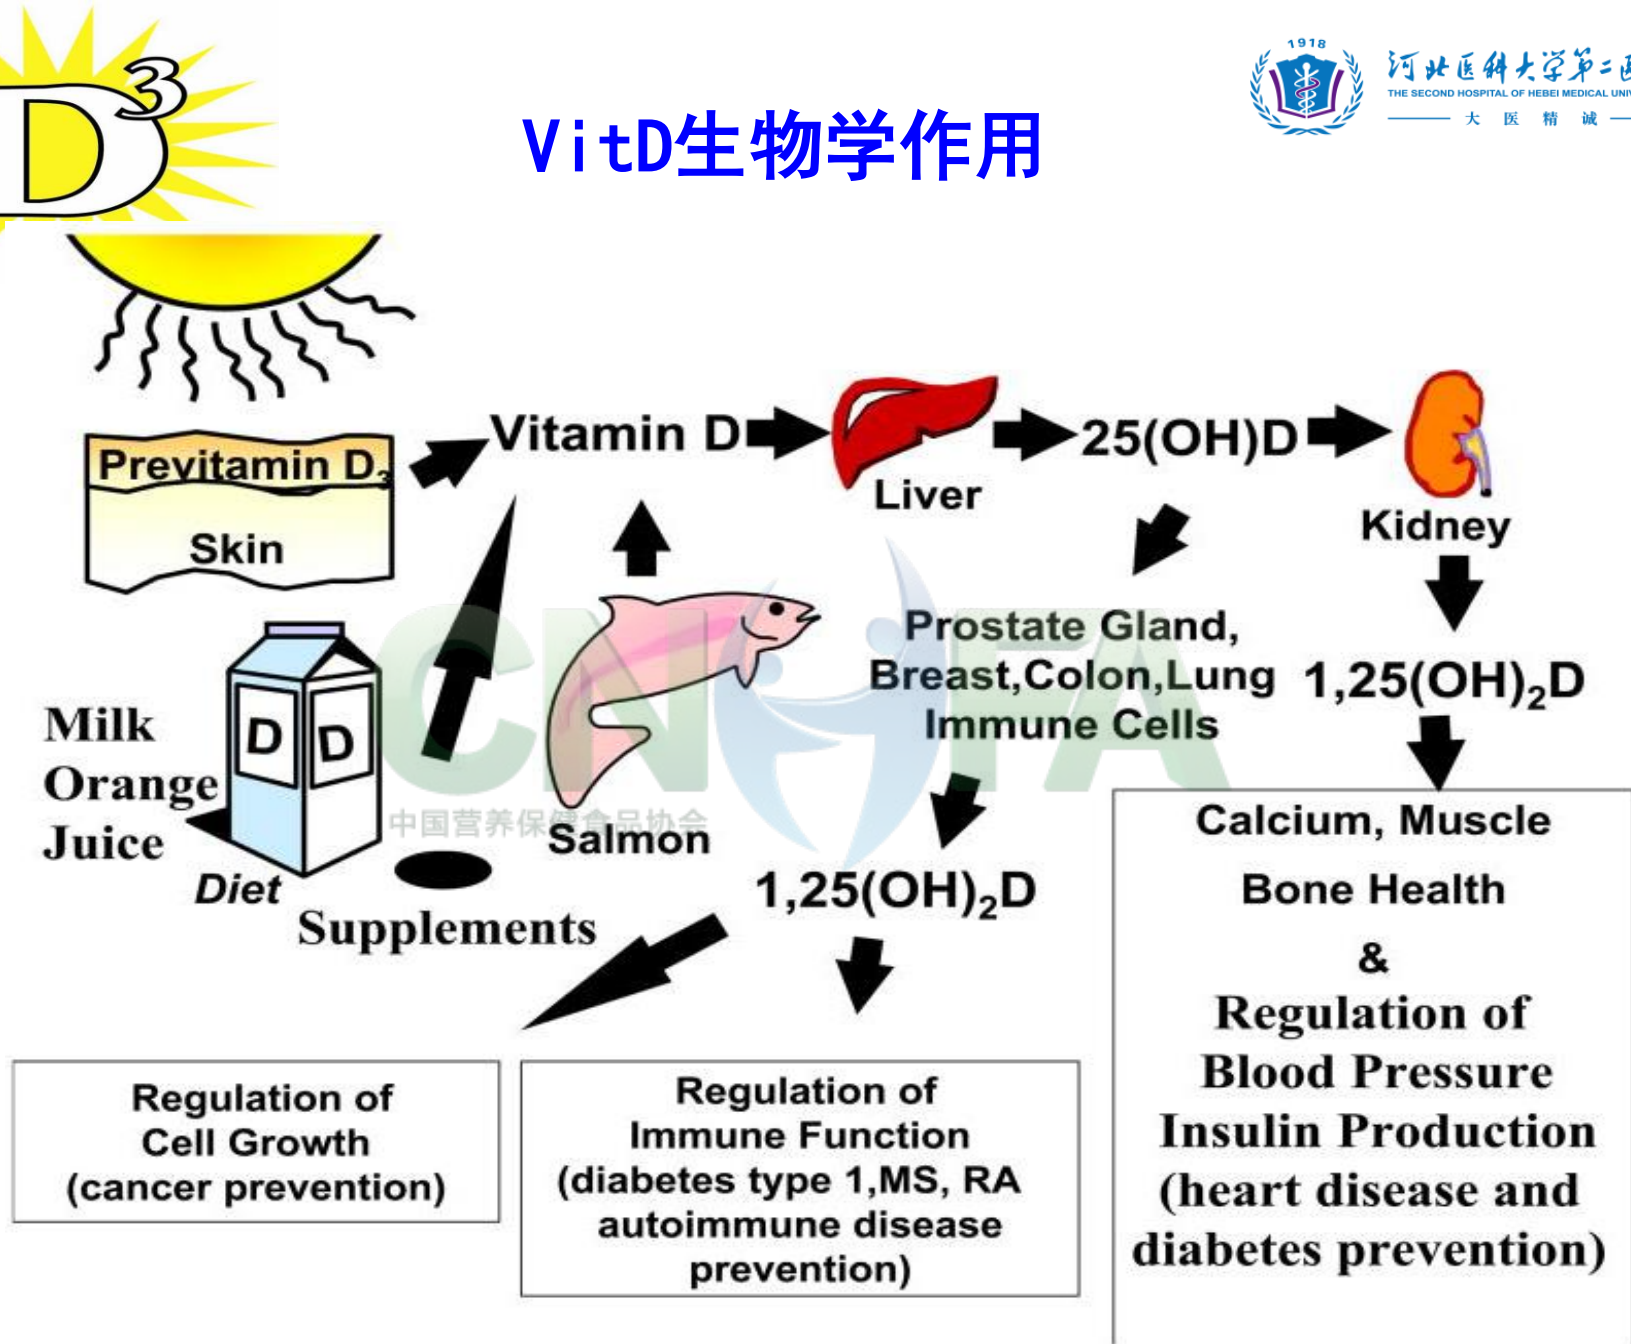 D3
VitD生物学作用
1918
河北医科大学第二医
THE SECOND HOSPITAL OF HEBEI MEDICAL UNIV
大医精诚
Previtamin D₃
Skin
Vitamin D
Liver
25(OH)D
Kidney
Prostate Gland,
Breast,Colon,Lung
Immune Cells
1,25(OH)₂D
Milk
Orange
Juice
D D
Diet
Supplements
Salmon
CNHFA
中国营养保健食品协会
1,25(OH)₂D
Regulation of
Cell Growth
(cancer prevention)
Regulation of
Immune Function
(diabetes type 1,MS, RA
autoimmune disease
prevention)
Calcium, Muscle
Bone Health
&
Regulation of
Blood Pressure
Insulin Production
(heart disease and
diabetes prevention)